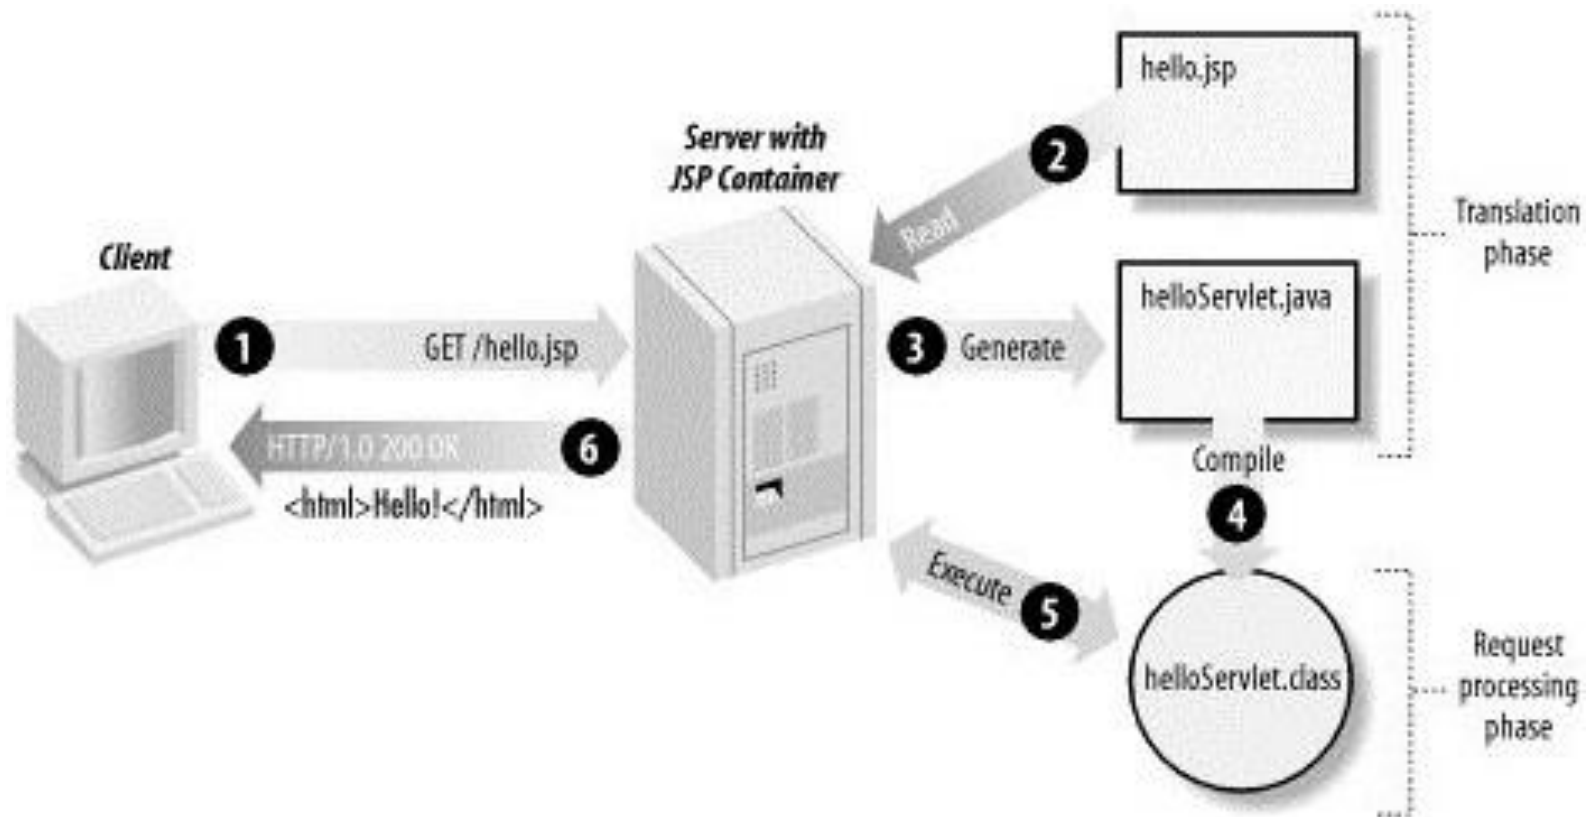 hello.jsp
Server with
JSP Container
2
Read
Translation
phase
Client
helloServlet.java
1
GET /hello.jsp
3
Generate
HTTP/1.0 200 OK
6
<html>Hello!</html>
Compile
4
Execute
5
helloServlet.class
Request
processing
phase